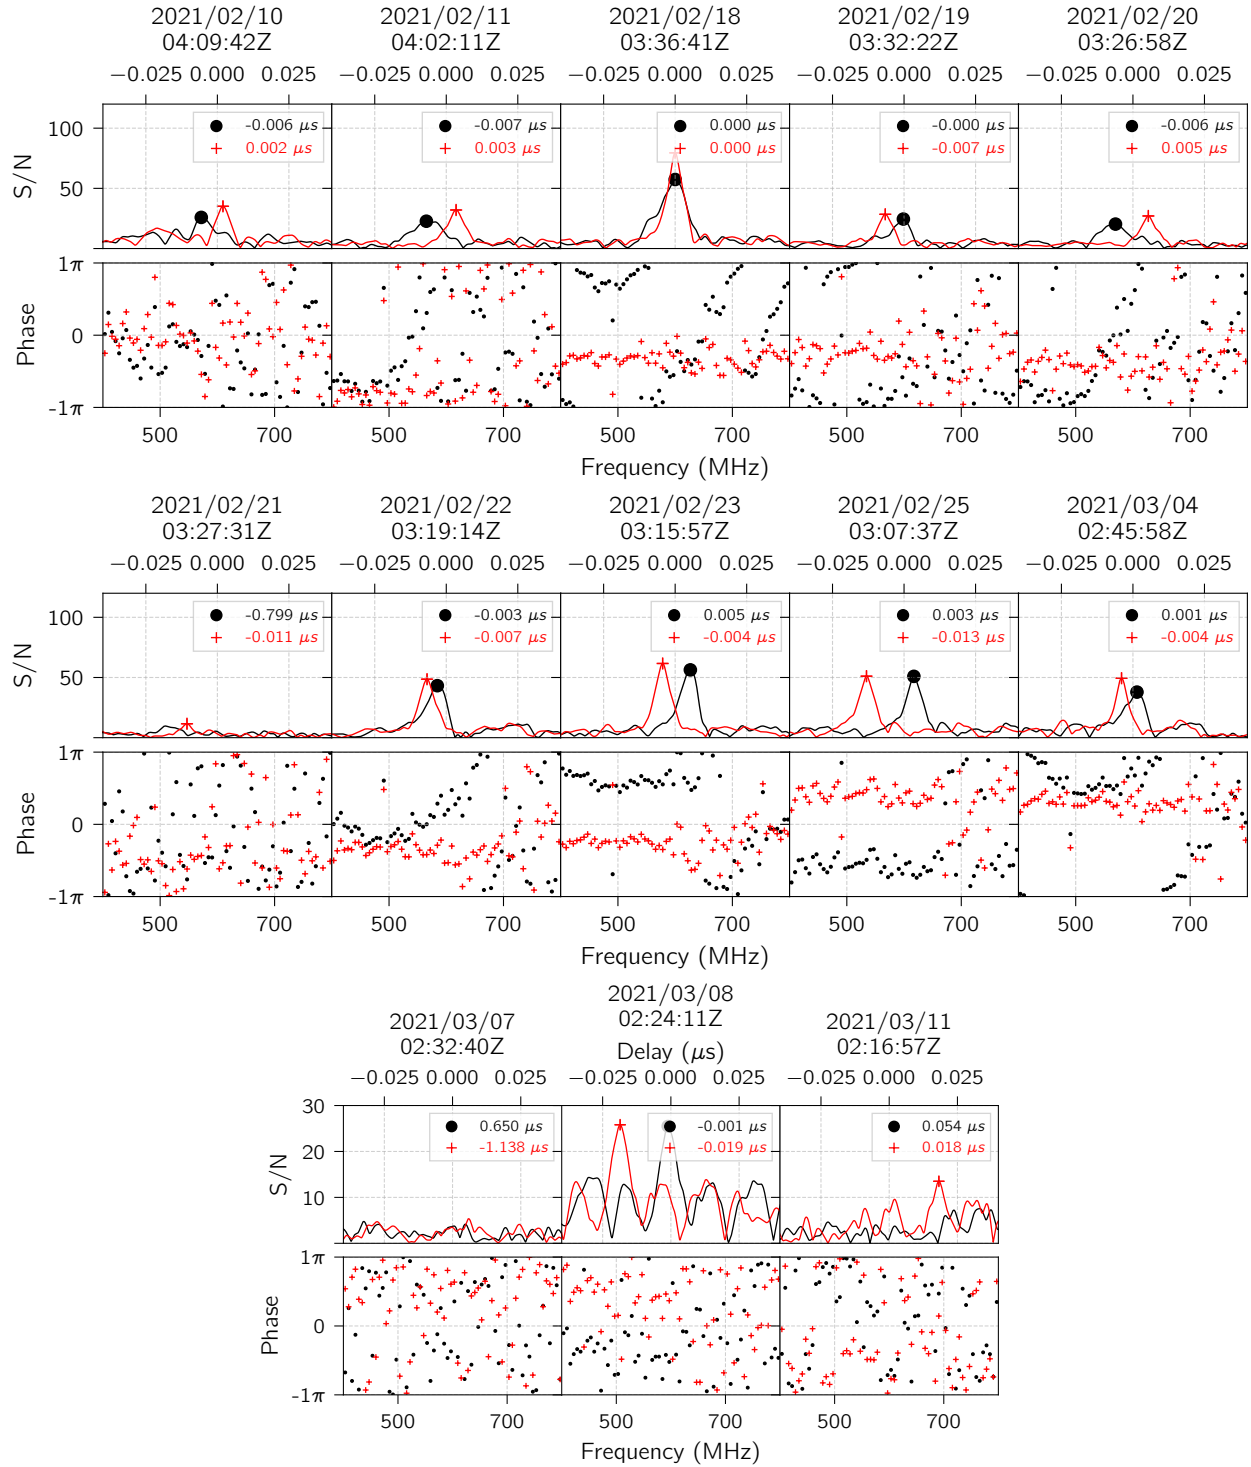 2021/02/10 2021/02/11 2021/02/18 2021/02/19 2021/02/20
04:09:42Z 04:02:11Z 03:36:41Z 03:32:22Z 03:26:58Z
−0.025 0.000 0.025 −0.025 0.000 0.025 −0.025 0.000 0.025 −0.025 0.000 0.025 −0.025 0.000 0.025
100
50
S/N
-0.006 μs
0.002 μs
-0.007 μs
0.003 μs
0.000 μs
0.000 μs
-0.000 μs
-0.007 μs
-0.006 μs
0.005 μs
1π
0
-1π
Phase
500 700 500 700 500 700 500 700 500 700
Frequency (MHz)
2021/02/21 2021/02/22 2021/02/23 2021/02/25 2021/03/04
03:27:31Z 03:19:14Z 03:15:57Z 03:07:37Z 02:45:58Z
−0.025 0.000 0.025 −0.025 0.000 0.025 −0.025 0.000 0.025 −0.025 0.000 0.025 −0.025 0.000 0.025
100
50
S/N
-0.799 μs
-0.011 μs
-0.003 μs
-0.007 μs
0.005 μs
-0.004 μs
0.003 μs
-0.013 μs
0.001 μs
-0.004 μs
1π
0
-1π
Phase
500 700 500 700 500 700 500 700 500 700
Frequency (MHz)
2021/03/07 2021/03/08 2021/03/11
02:32:40Z 02:24:11Z 02:16:57Z
Delay (μs)
−0.025 0.000 0.025 −0.025 0.000 0.025 −0.025 0.000 0.025
30
20
10
S/N
0.650 μs
-1.138 μs
-0.001 μs
-0.019 μs
0.054 μs
0.018 μs
1π
0
-1π
Phase
500 700 500 700 500 700
Frequency (MHz)